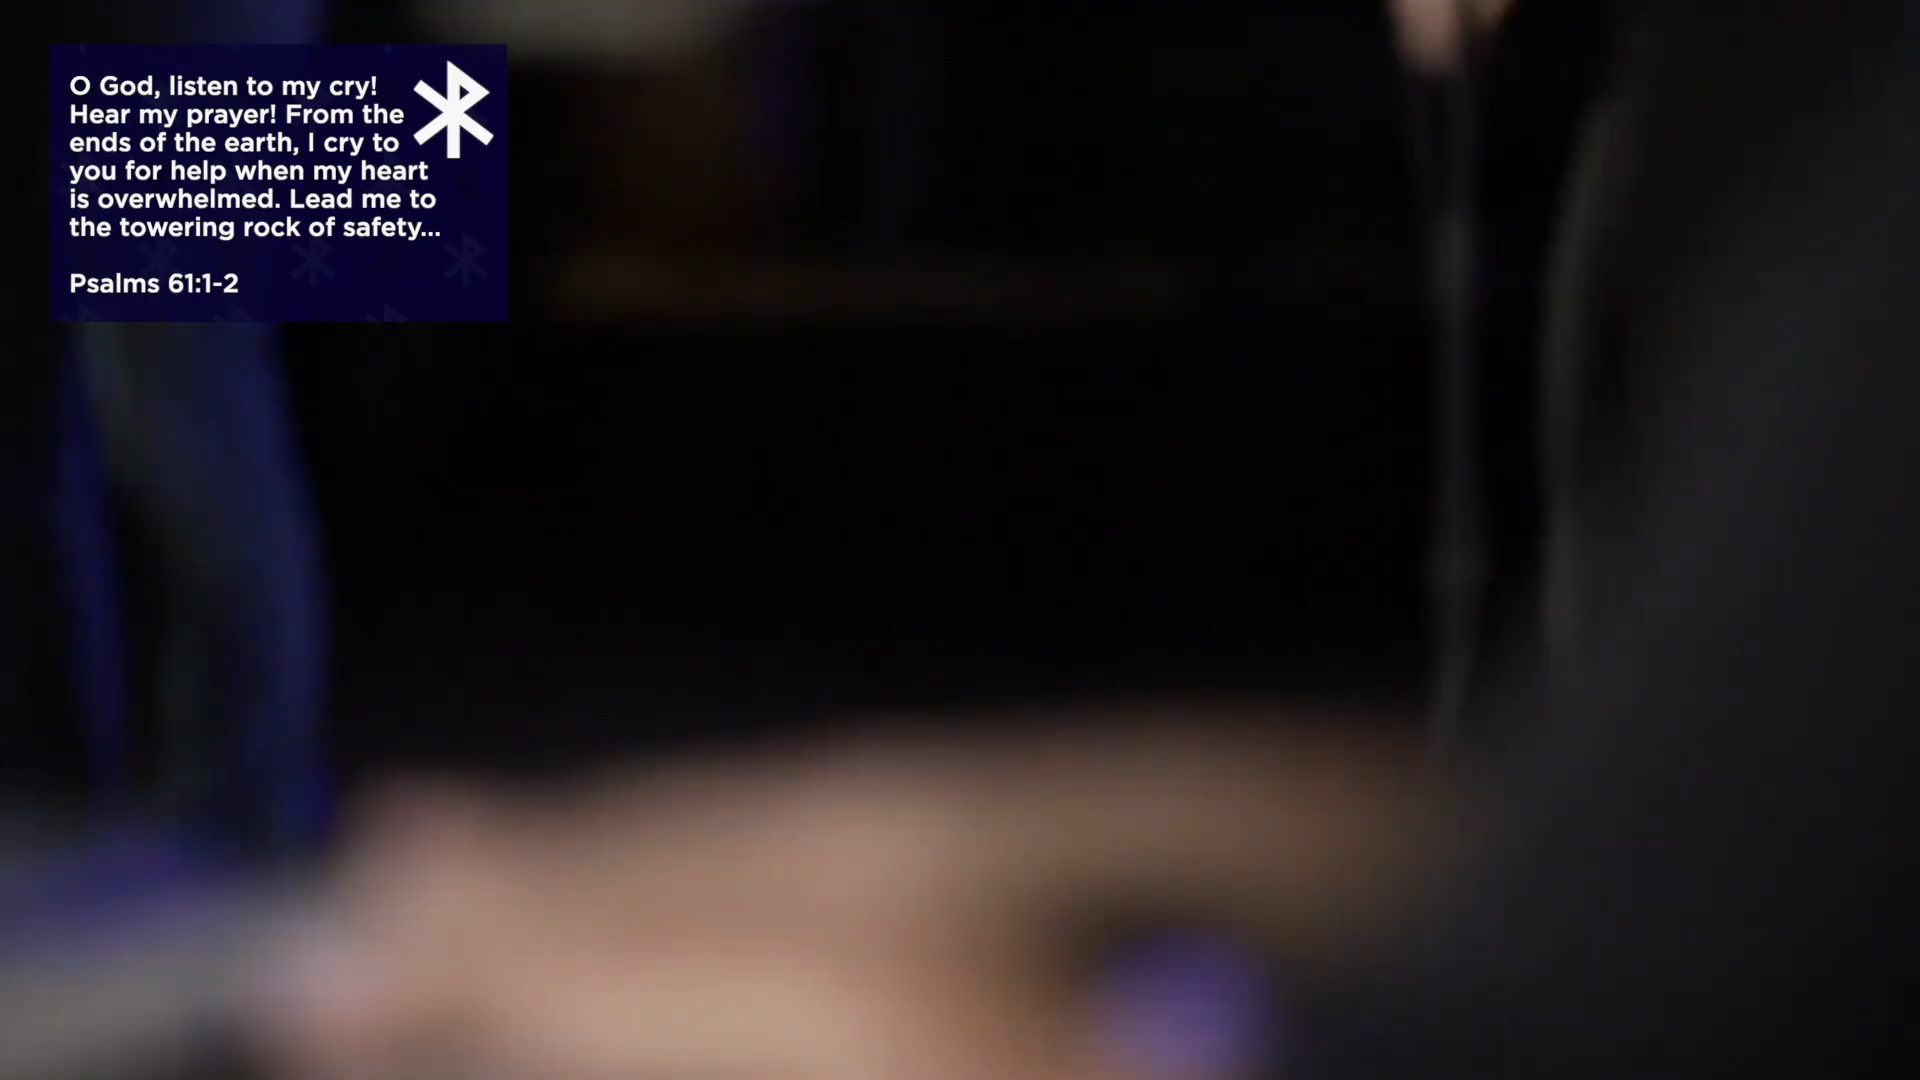 O God, listen to my cry!
Hear my prayer! From the
ends of the earth, I cry to
you for help when my heart
is overwhelmed. Lead me to
the towering rock of safety...
Psalms 61:1-2